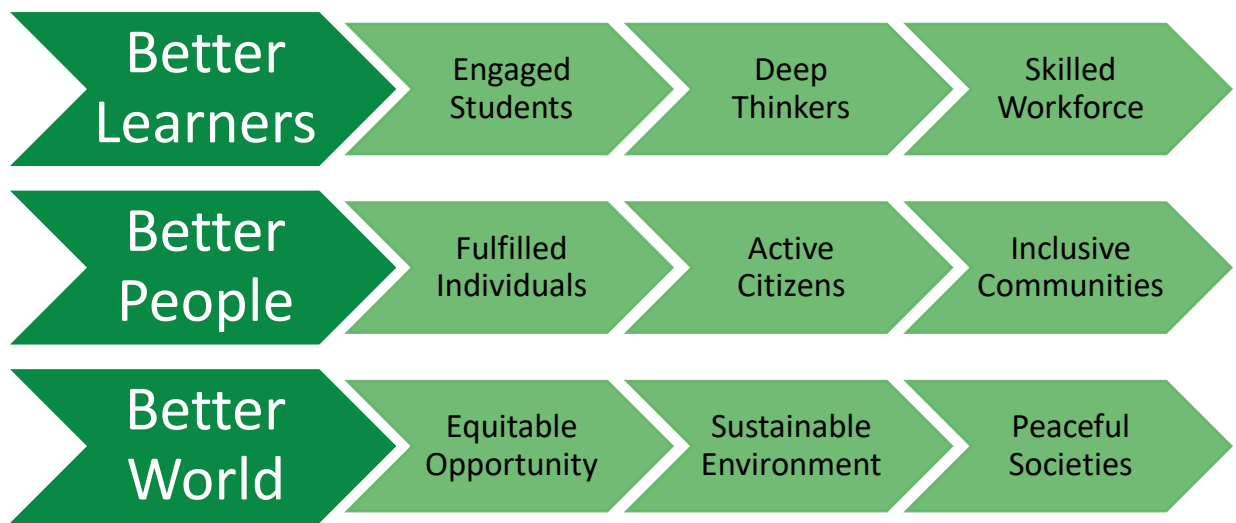 Better
Learners
Engaged
Students
Deep
Thinkers
Skilled
Workforce
Better
People
Fulfilled
Individuals
Active
Citizens
Inclusive
Communities
Better
World
Equitable
Opportunity
Sustainable
Environment
Peaceful
Societies